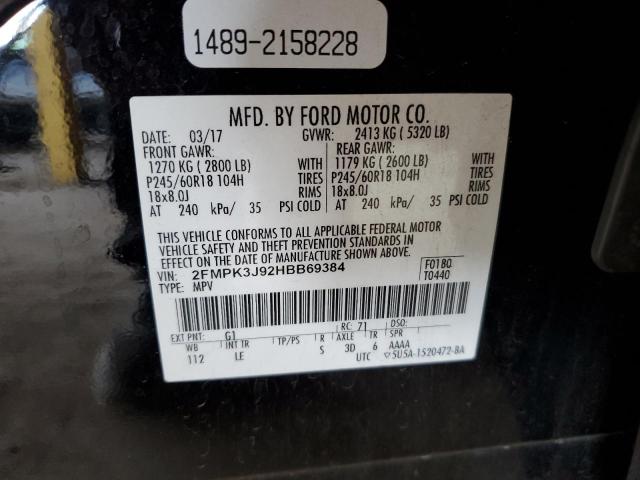 1489-2158228
MFD. BY FORD MOTOR CO.
DATE: 03/17 GVWR: 2413 KG ( 5320 LB)
FRONT GAWR: REAR GAWR:
1270 KG ( 2800 LB) 1179 KG ( 2600 LB)
P245/60R18 104H TIRES P245/60R18 104H TIRES
18x8.0J RIMS 18x8.0J RIMS
AT 240 kPa/ 35 PSI COLD AT 240 kPa/ 35 PSI COLD
THIS VEHICLE CONFORMS TO ALL APPLICABLE FEDERAL MOTOR
VEHICLE SAFETY AND THEFT PREVENTION STANDARDS IN
EFFECT ON THE DATE OF MANUFACTURE SHOWN ABOVE.
VIN: 2FMPK3J92HBB69384 F0180
TYPE: MPV T0440
EXT PNT: G1 RC: 71 DSO:
WB INT TR TP/PS R AXLE TR SPR
112 LE S 3D 6 AAAA
UTC ▽5U5A-1520472-BA